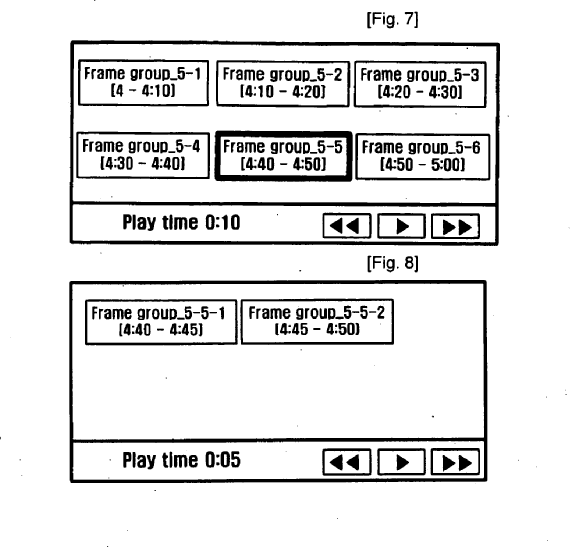 [Fig. 7]
Frame group_5-1 Frame group_5-2 Frame group_5-3
[4 - 4:10] [4:10 - 4:20] [4:20 - 4:30]
Frame group_5-4 Frame group_5-5 Frame group_5-6
[4:30 - 4:40] [4:40 - 4:50] [4:50 - 5:00]
Play time 0:10
[Fig. 8]
Frame group_5-5-1 Frame group_5-5-2
[4:40 - 4:45] [4:45 - 4:50]
Play time 0:05